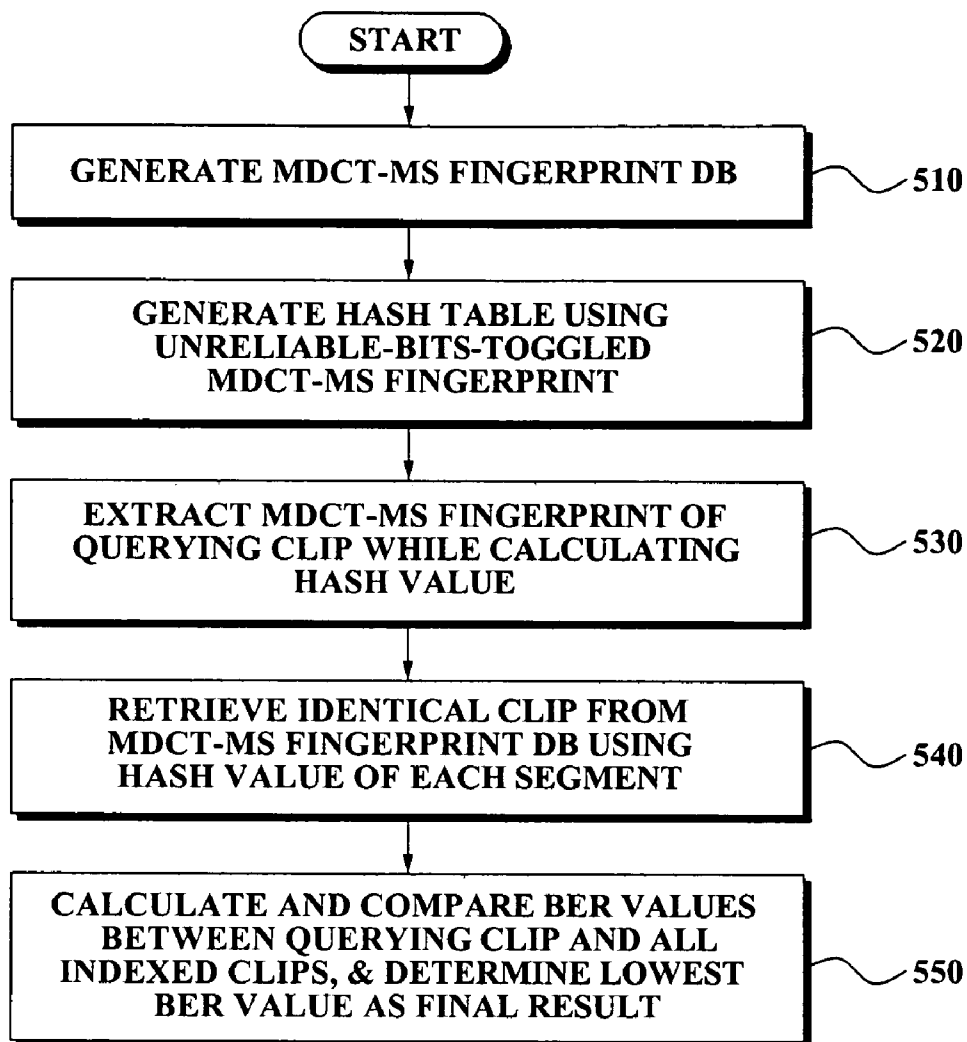 START
GENERATE MDCT-MS FINGERPRINT DB
510
GENERATE HASH TABLE USING
UNRELIABLE-BITS-TOGGLED
MDCT-MS FINGERPRINT
520
EXTRACT MDCT-MS FINGERPRINT OF
QUERYING CLIP WHILE CALCULATING
HASH VALUE
530
RETRIEVE IDENTICAL CLIP FROM
MDCT-MS FINGERPRINT DB USING
HASH VALUE OF EACH SEGMENT
540
CALCULATE AND COMPARE BER VALUES
BETWEEN QUERYING CLIP AND ALL
INDEXED CLIPS, & DETERMINE LOWEST
BER VALUE AS FINAL RESULT
550